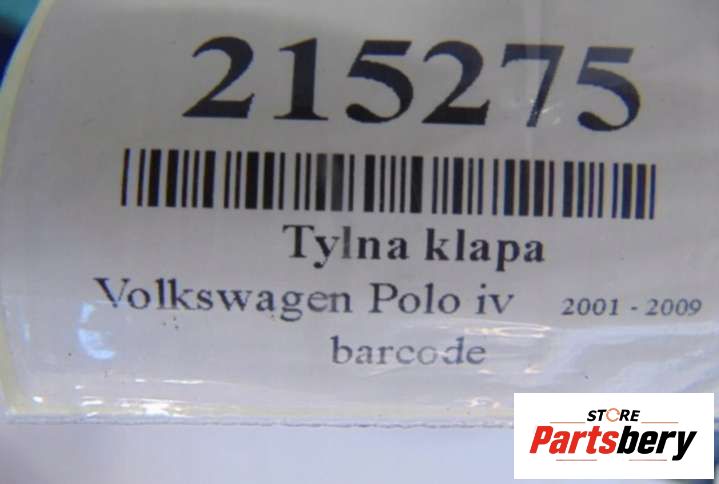 215275
Tylna klapa
Volkswagen Polo iv 2001 - 2009
barcode
STORE
Partsbery